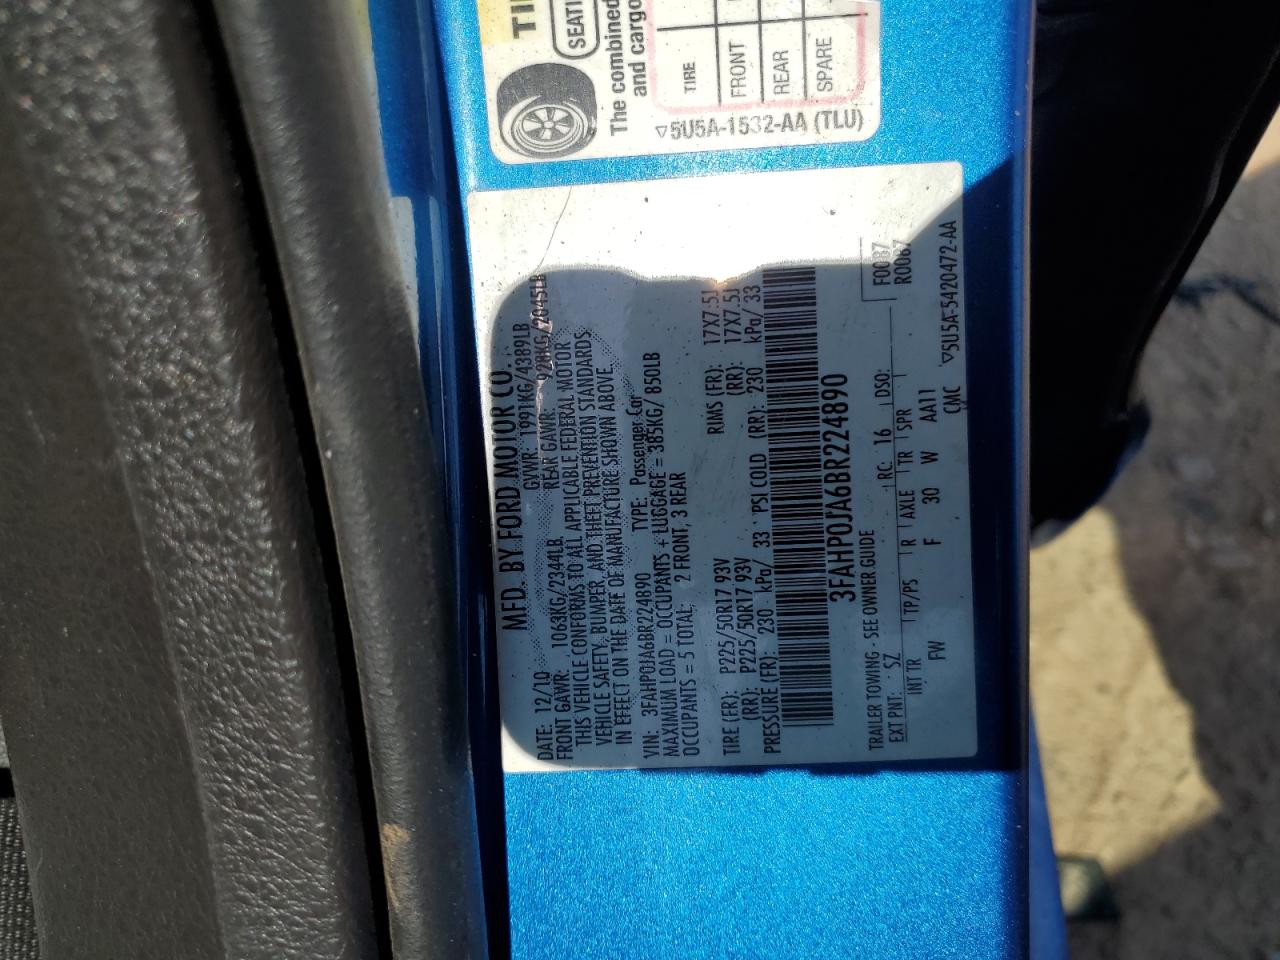 TI
SEATI
The combined
and cargo
TIRE
FRONT
REAR
SPARE
▽5U5A-1532-AA (TLU)
MFD. BY FORD MOTOR CO.
DATE: 12/10 GVWR: 1991KG/4389LB
FRONT GAWR: 1063KG/2344LB REAR GAWR: 928KG/2045LB
THIS VEHICLE CONFORMS TO ALL APPLICABLE FEDERAL MOTOR
VEHICLE SAFETY, BUMPER, AND THEFT PREVENTION STANDARDS
IN EFFECT ON THE DATE OF MANUFACTURE SHOWN ABOVE.
VIN: 3FAHP0JA6BR224890 TYPE: Passenger Car
MAXIMUM LOAD = OCCUPANTS + LUGGAGE = 385KG/ 850LB
OCCUPANTS = 5 TOTAL; 2 FRONT, 3 REAR
TIRE (FR): P225/50R17 93V RIMS (FR): 17X7.5J
(RR): P225/50R17 93V (RR): 17X7.5J
PRESSURE (FR): 230 kPa/ 33 PSI COLD (RR): 230 kPa/ 33
3FAHP0JA6BR224890
F0087
R0087
TRAILER TOWING - SEE OWNER GUIDE
EXT PNT: SZ RC: 16 DSO:
INT TR TP/PS R AXLE TR SPR
FW F 30 W AA11
CMC
▽5U5A-5420472-AA